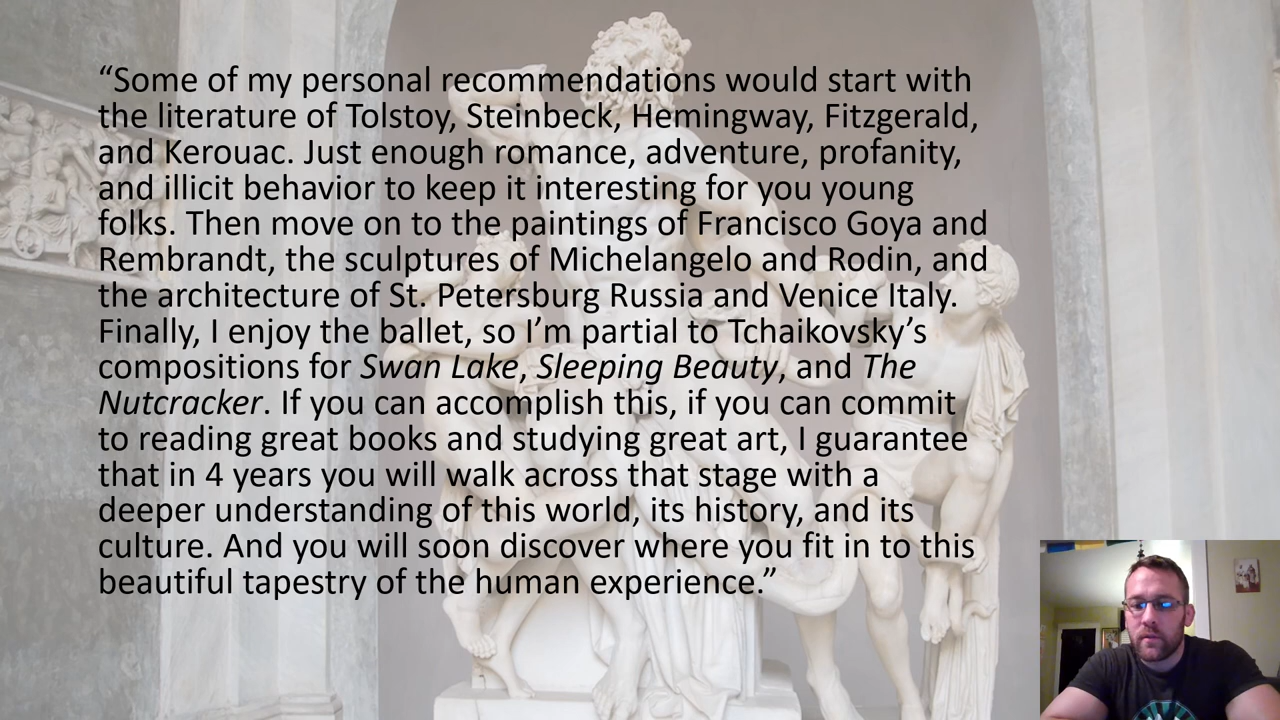 “Some of my personal recommendations would start with
the literature of Tolstoy, Steinbeck, Hemingway, Fitzgerald,
and Kerouac. Just enough romance, adventure, profanity,
and illicit behavior to keep it interesting for you young
folks. Then move on to the paintings of Francisco Goya and
Rembrandt, the sculptures of Michelangelo and Rodin, and
the architecture of St. Petersburg Russia and Venice Italy.
Finally, I enjoy the ballet, so I’m partial to Tchaikovsky’s
compositions for Swan Lake, Sleeping Beauty, and The
Nutcracker. If you can accomplish this, if you can commit
to reading great books and studying great art, I guarantee
that in 4 years you will walk across that stage with a
deeper understanding of this world, its history, and its
culture. And you will soon discover where you fit in to this
beautiful tapestry of the human experience.”